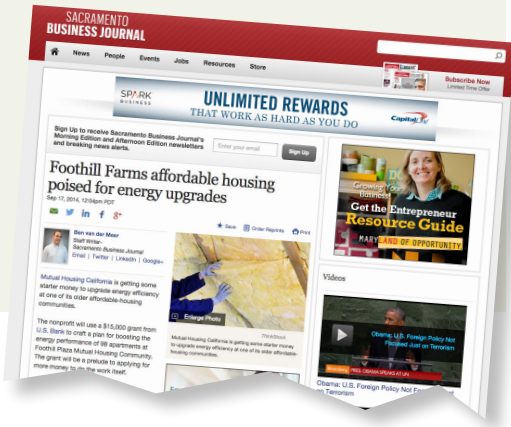 SACRAMENTO
BUSINESS JOURNAL
News People Events Jobs Resources Store
Subscribe Now
Limited Time Offer
SPARK
BUSINESS
UNLIMITED REWARDS
THAT WORK AS HARD AS YOU DO
Capital One
Sign Up to receive Sacramento Business Journal's
Morning Edition and Afternoon Edition newsletters
and breaking news alerts.
Enter your email
Sign Up
Foothill Farms affordable housing
poised for energy upgrades
Sep 17, 2014, 12:04pm PDT
Save Order Reprints Print
Ben van der Meer
Staff Writer-
Sacramento Business Journal
Email | Twitter | LinkedIn | Google+
Mutual Housing California is getting some
starter money to upgrade energy efficiency
at one of its older affordable-housing
communities.
The nonprofit will use a $15,000 grant from
U.S. Bank to craft a plan for boosting the
energy performance of 98 apartments at
Foothill Plaza Mutual Housing Community.
The grant will be a prelude to applying for
more money to do the work itself.
Enlarge Photo
Thinkstock
Mutual Housing California is getting some starter money
to upgrade energy efficiency at one of its older affordable-
housing communities.
Growing Your
Business?
Get the Entrepreneur
Resource Guide
MARYLAND OF OPPORTUNITY.
Videos
Obama: U.S. Foreign Policy Not
Focused Just on Terrorism
Bloomberg
PRES. OBAMA SPEAKS AT UN
Obama: U.S. Foreign Policy Not
on Terrorism